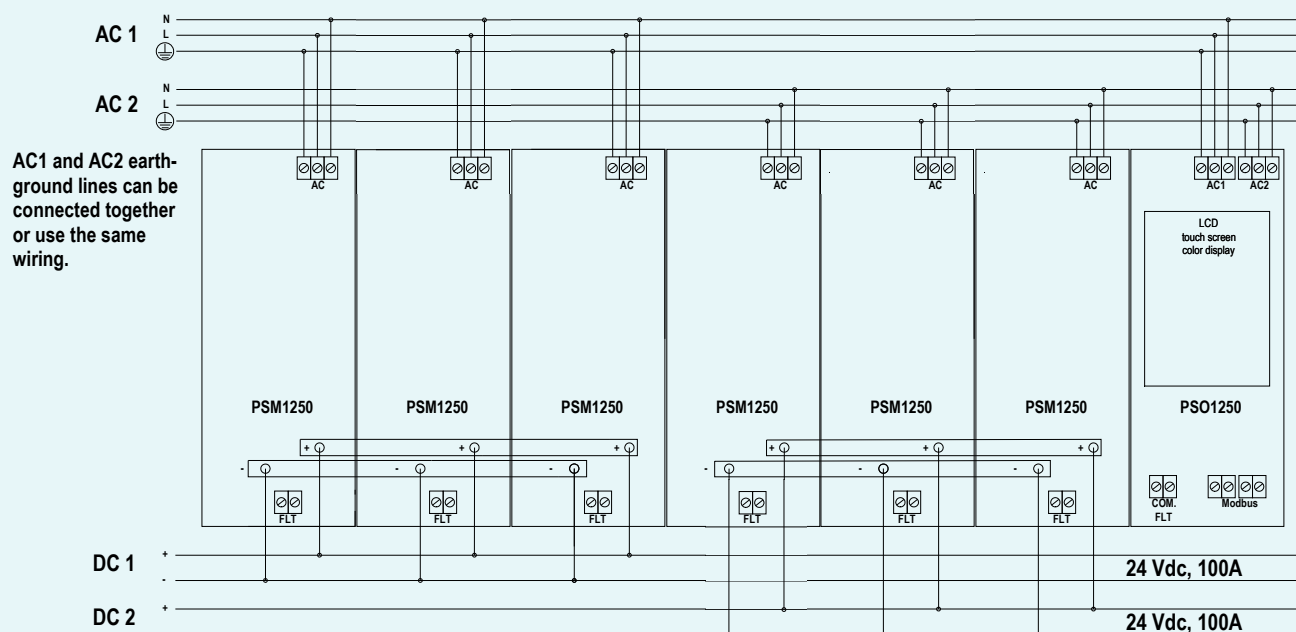 N
AC 1 L
N
AC 2 L
AC1 and AC2 earth-
ground lines can be
connected together
or use the same
wiring.
AC AC AC AC AC AC AC1 AC2
LCD
touch screen
color display
PSM1250 PSM1250 PSM1250 PSM1250 PSM1250 PSM1250 PSO1250
+ + + + + +
- - - - - -
FLT FLT FLT FLT FLT FLT COM. Modbus
FLT
DC 1 +
24 Vdc, 100A
-
DC 2 +
24 Vdc, 100A